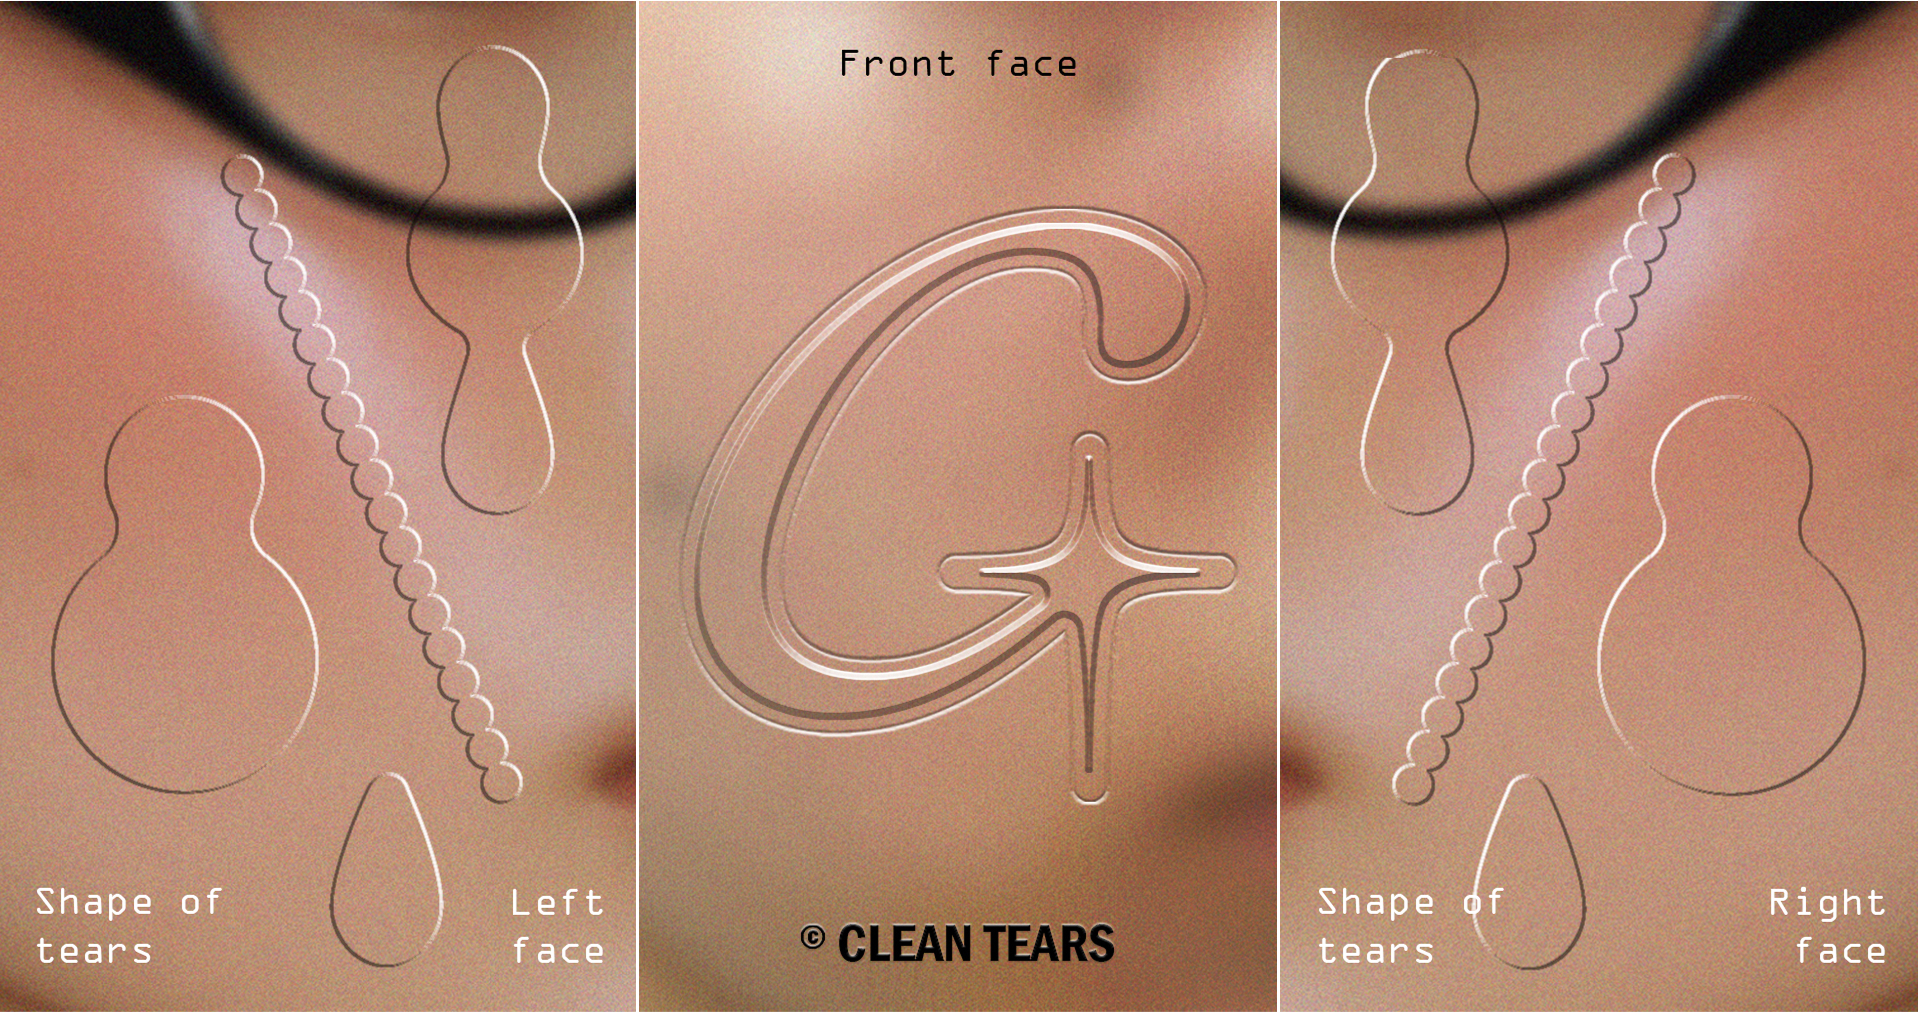 Shape of
tears
Left
face
Front face
© CLEAN TEARS
Shape of
tears
Right
face